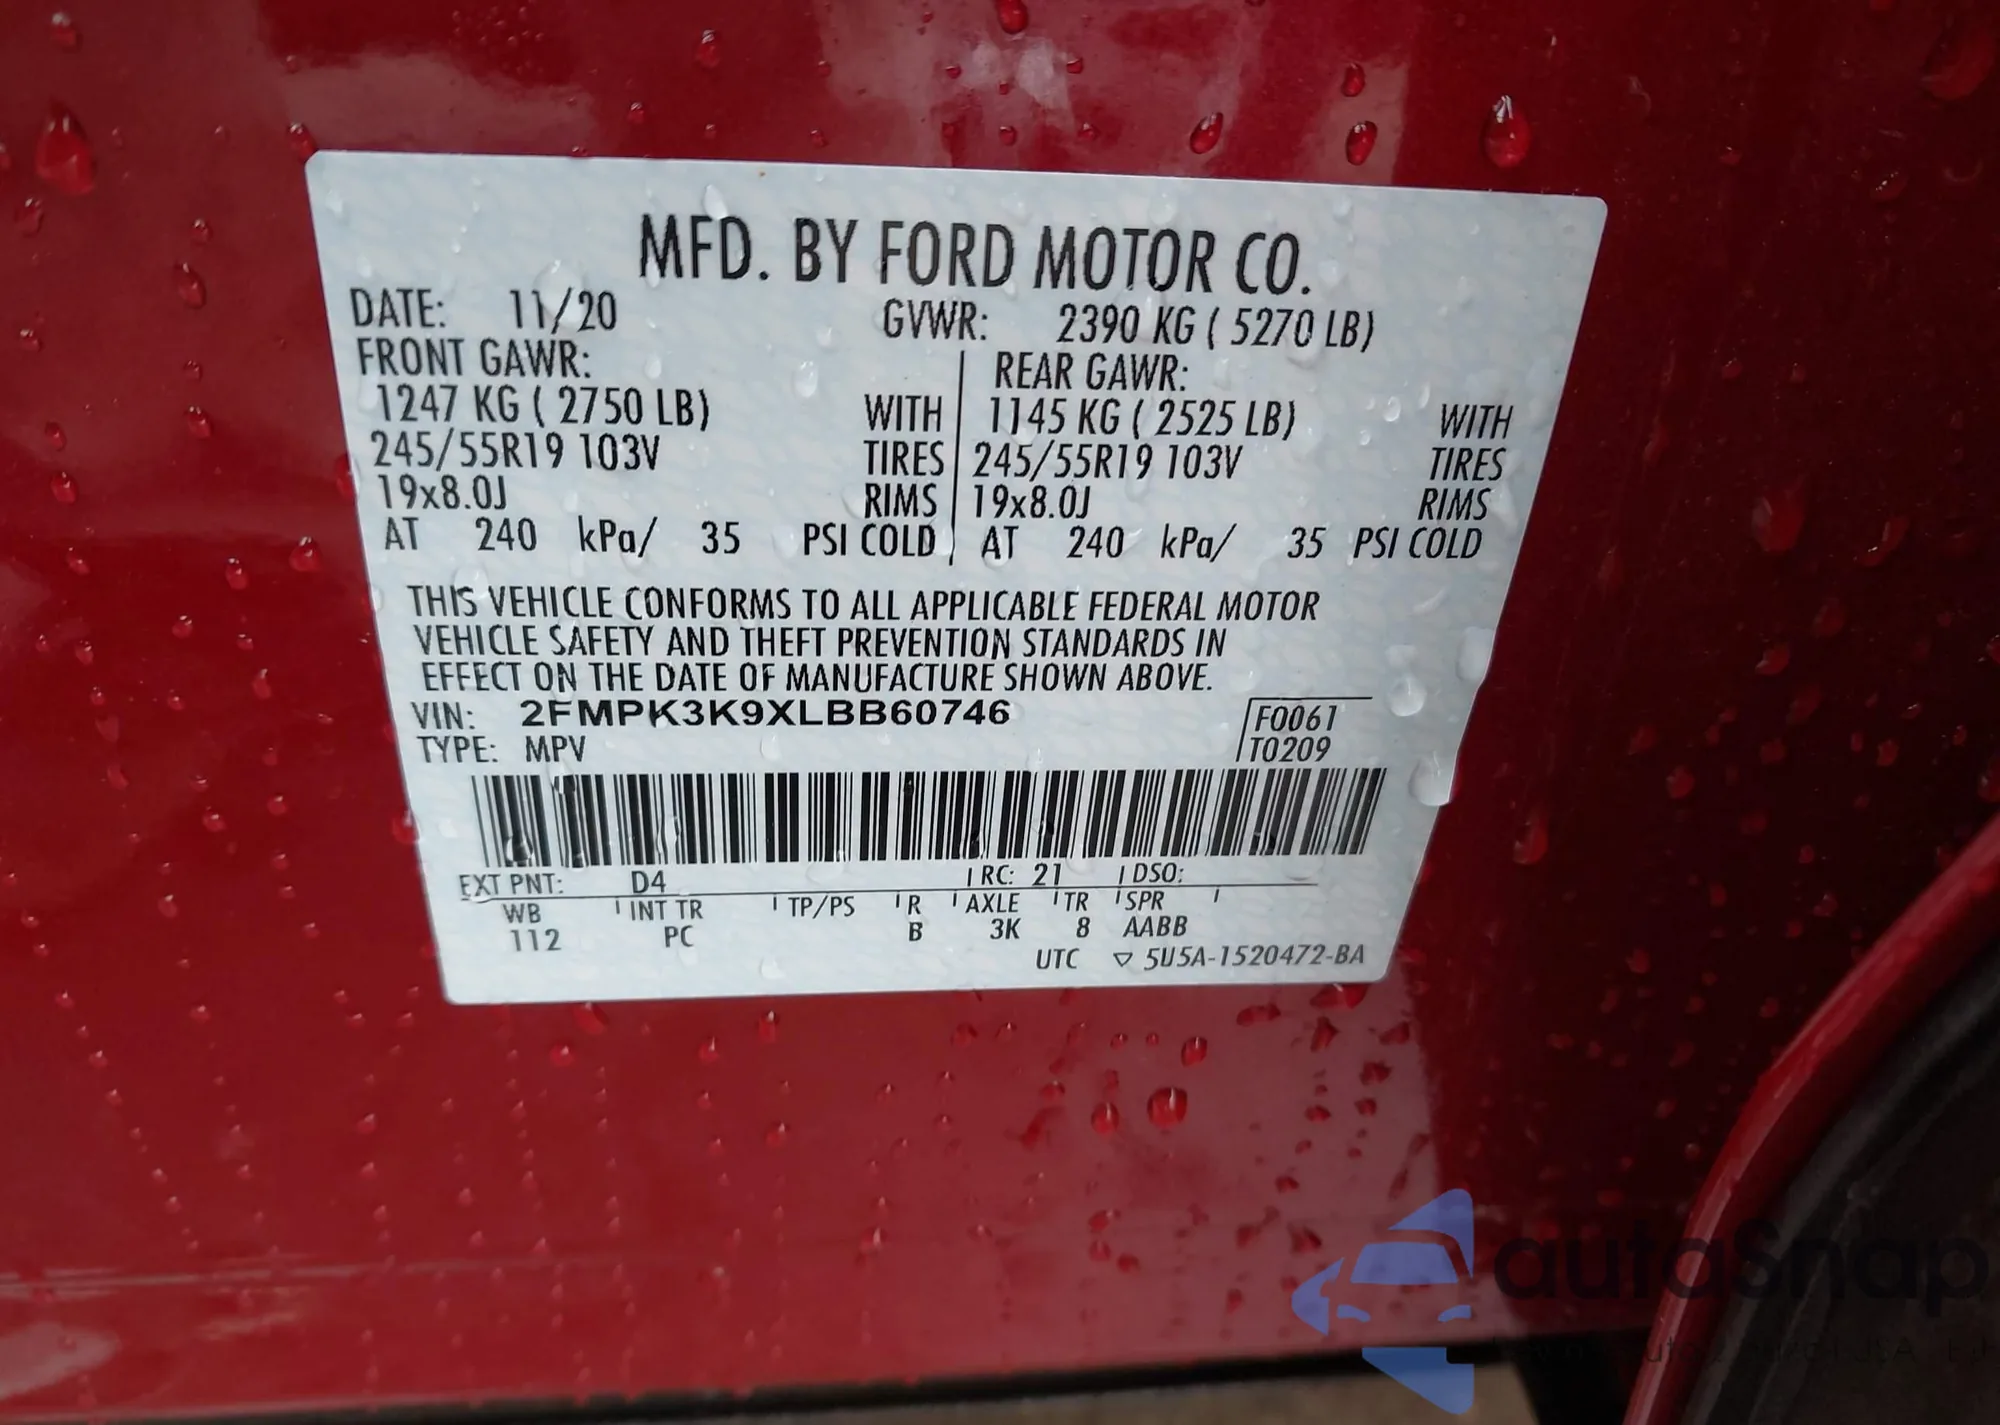 MFD. BY FORD MOTOR CO.
DATE: 11/20 GVWR: 2390 KG ( 5270 LB)
FRONT GAWR: REAR GAWR:
1247 KG ( 2750 LB) WITH 1145 KG ( 2525 LB) WITH
245/55R19 103V TIRES 245/55R19 103V TIRES
19x8.0J RIMS 19x8.0J RIMS
AT 240 kPa/ 35 PSI COLD AT 240 kPa/ 35 PSI COLD
THIS VEHICLE CONFORMS TO ALL APPLICABLE FEDERAL MOTOR
VEHICLE SAFETY AND THEFT PREVENTION STANDARDS IN
EFFECT ON THE DATE OF MANUFACTURE SHOWN ABOVE.
VIN: 2FMPK3K9XLBB60746 F0061
TYPE: MPV T0209
EXT PNT: D4 RC: 21 DSO:
WB INT TR TP/PS R AXLE TR SPR
112 PC B 3K 8 AABB
UTC ▽ 5U5A-1520472-BA
autoSnap